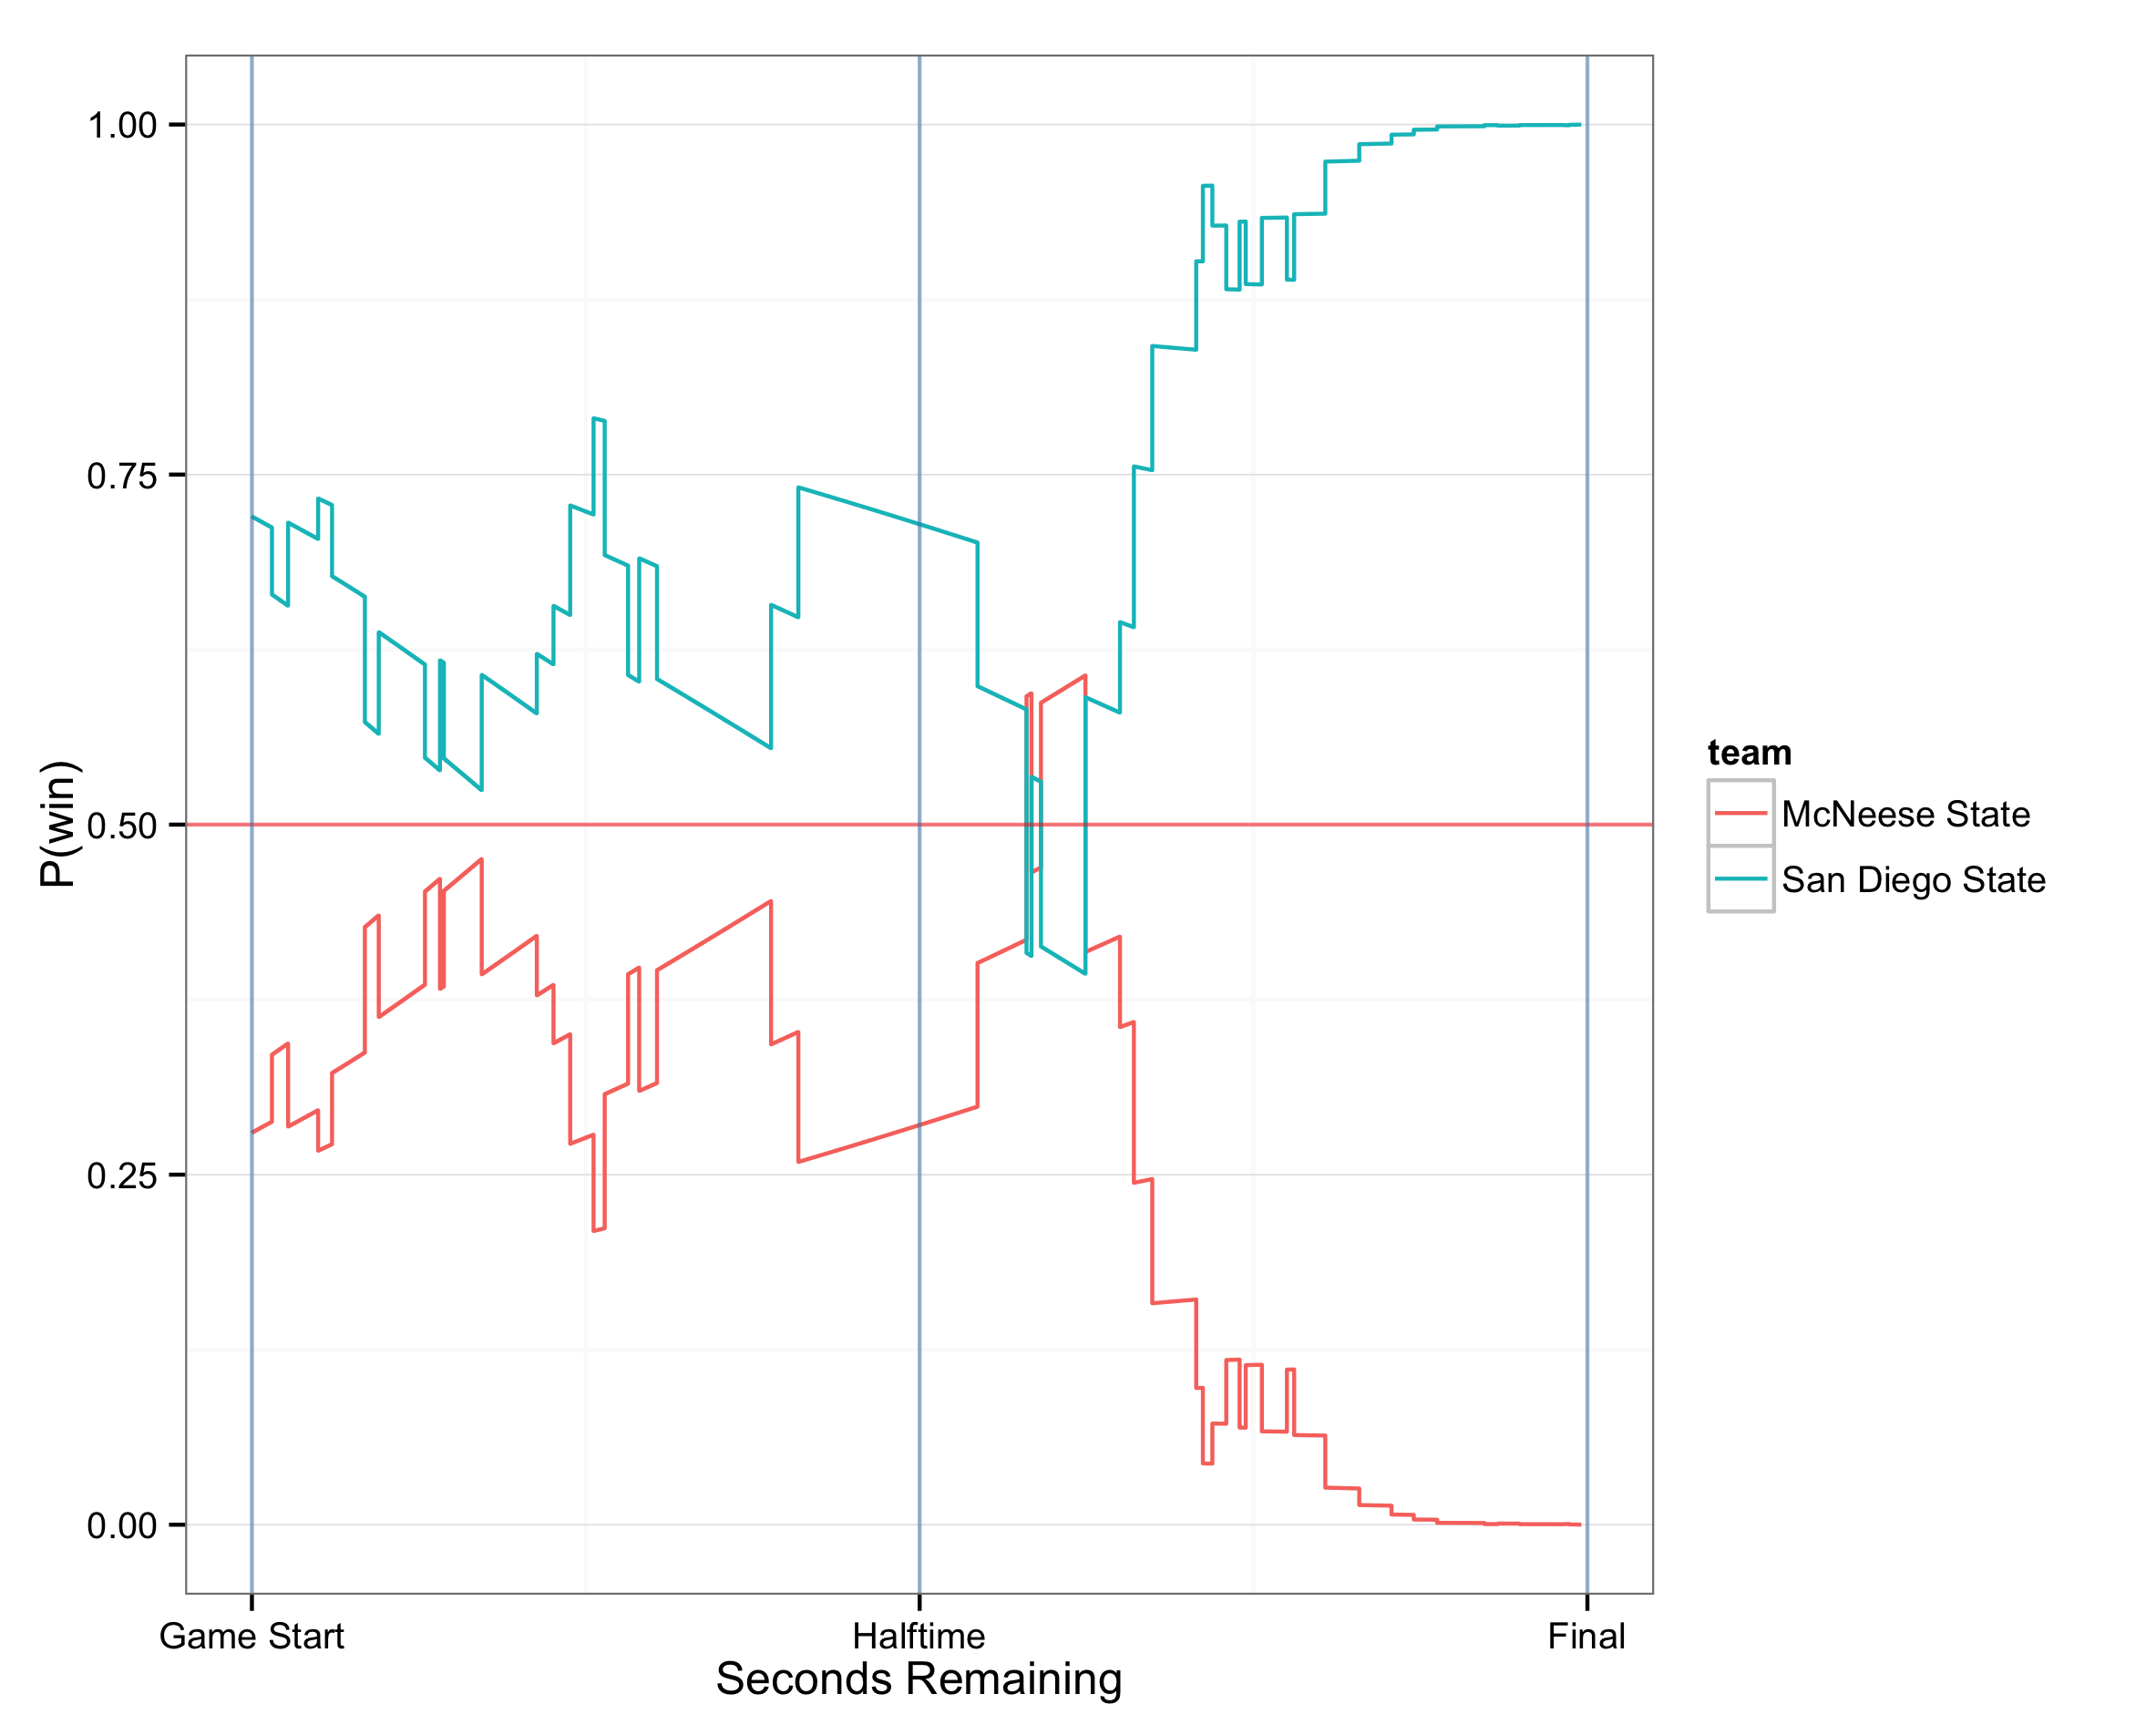 1.00
0.75
0.50
0.25
0.00
P(win)
Game Start
Halftime
Final
Seconds Remaining
team
McNeese State
San Diego State